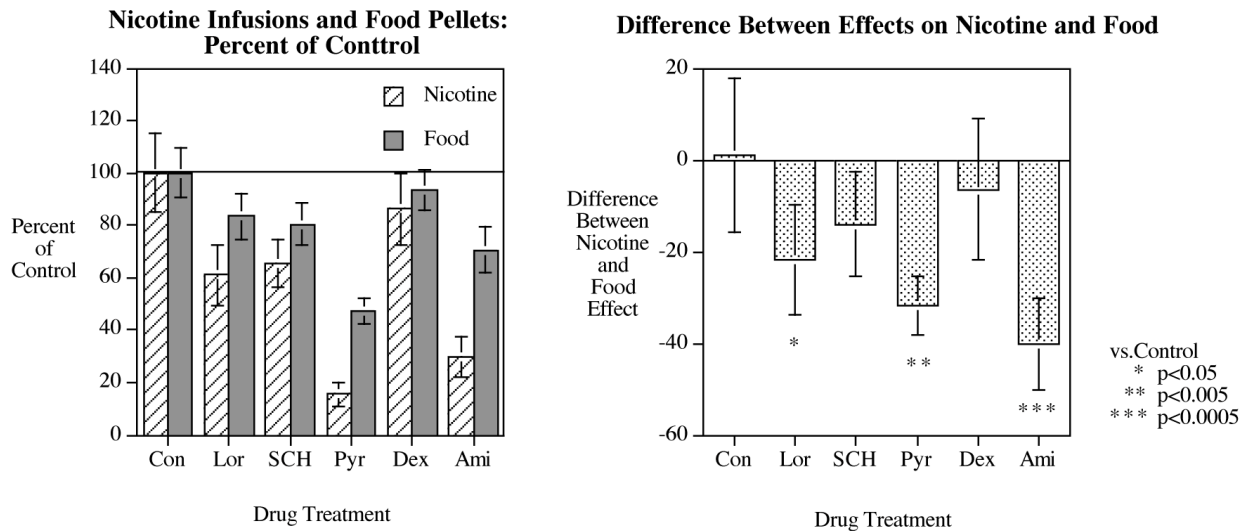 Nicotine Infusions and Food Pellets:
Percent of Conttrol
140
120
100
80
60
40
20
0
Percent
of
Control
Nicotine
Food
Con Lor SCH Pyr Dex Ami
Drug Treatment
Difference Between Effects on Nicotine and Food
20
0
-20
-40
-60
Difference
Between
Nicotine
and
Food
Effect
*
**
***
Con Lor SCH Pyr Dex Ami
Drug Treatment
vs.Control
* p<0.05
** p<0.005
*** p<0.0005